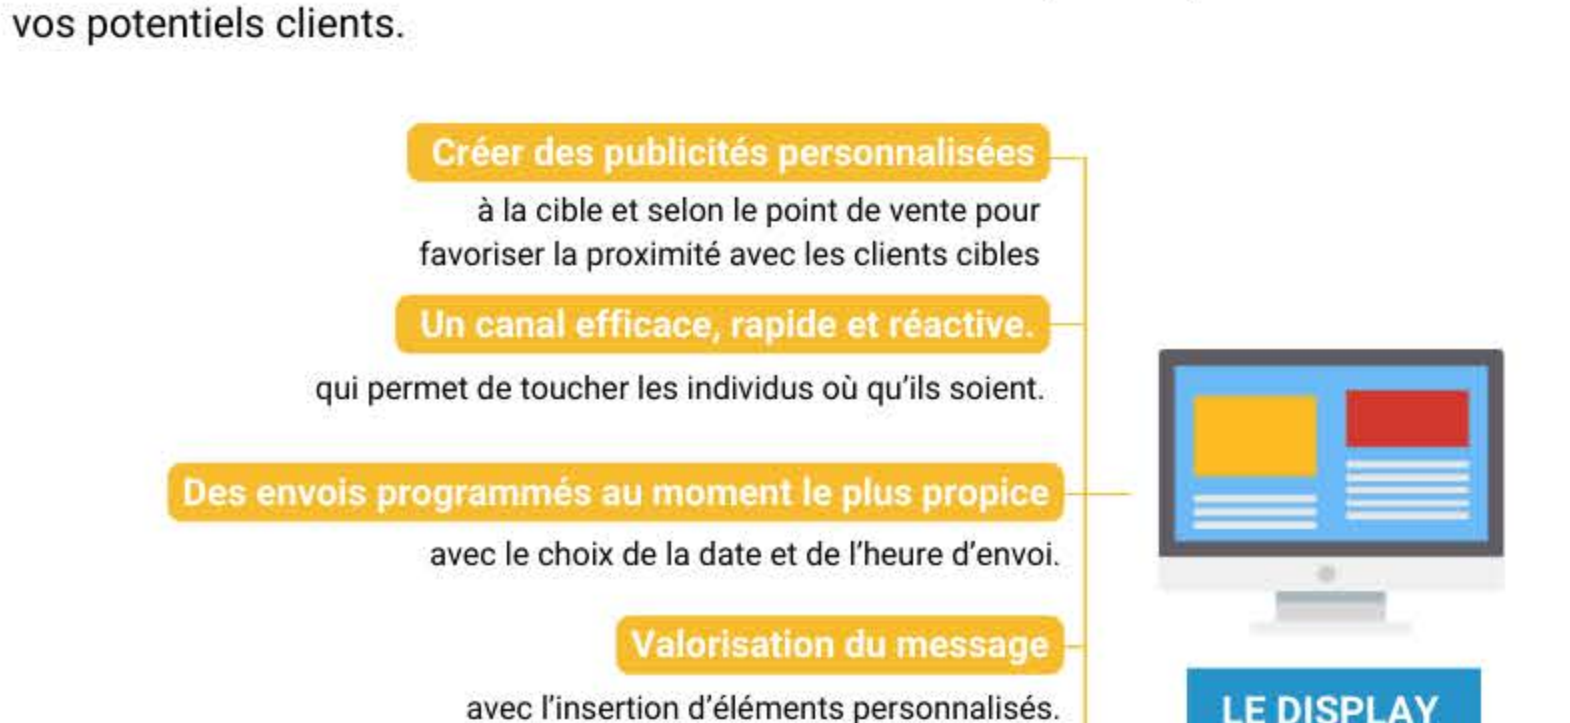 vos potentiels clients.
Créer des publicités personnalisées
à la cible et selon le point de vente pour
favoriser la proximité avec les clients cibles
Un canal efficace, rapide et réactive.
qui permet de toucher les individus où qu'ils soient.
Des envois programmés au moment le plus propice
avec le choix de la date et de l'heure d'envoi.
Valorisation du message
avec l'insertion d'éléments personnalisés.
LE DISPLAY